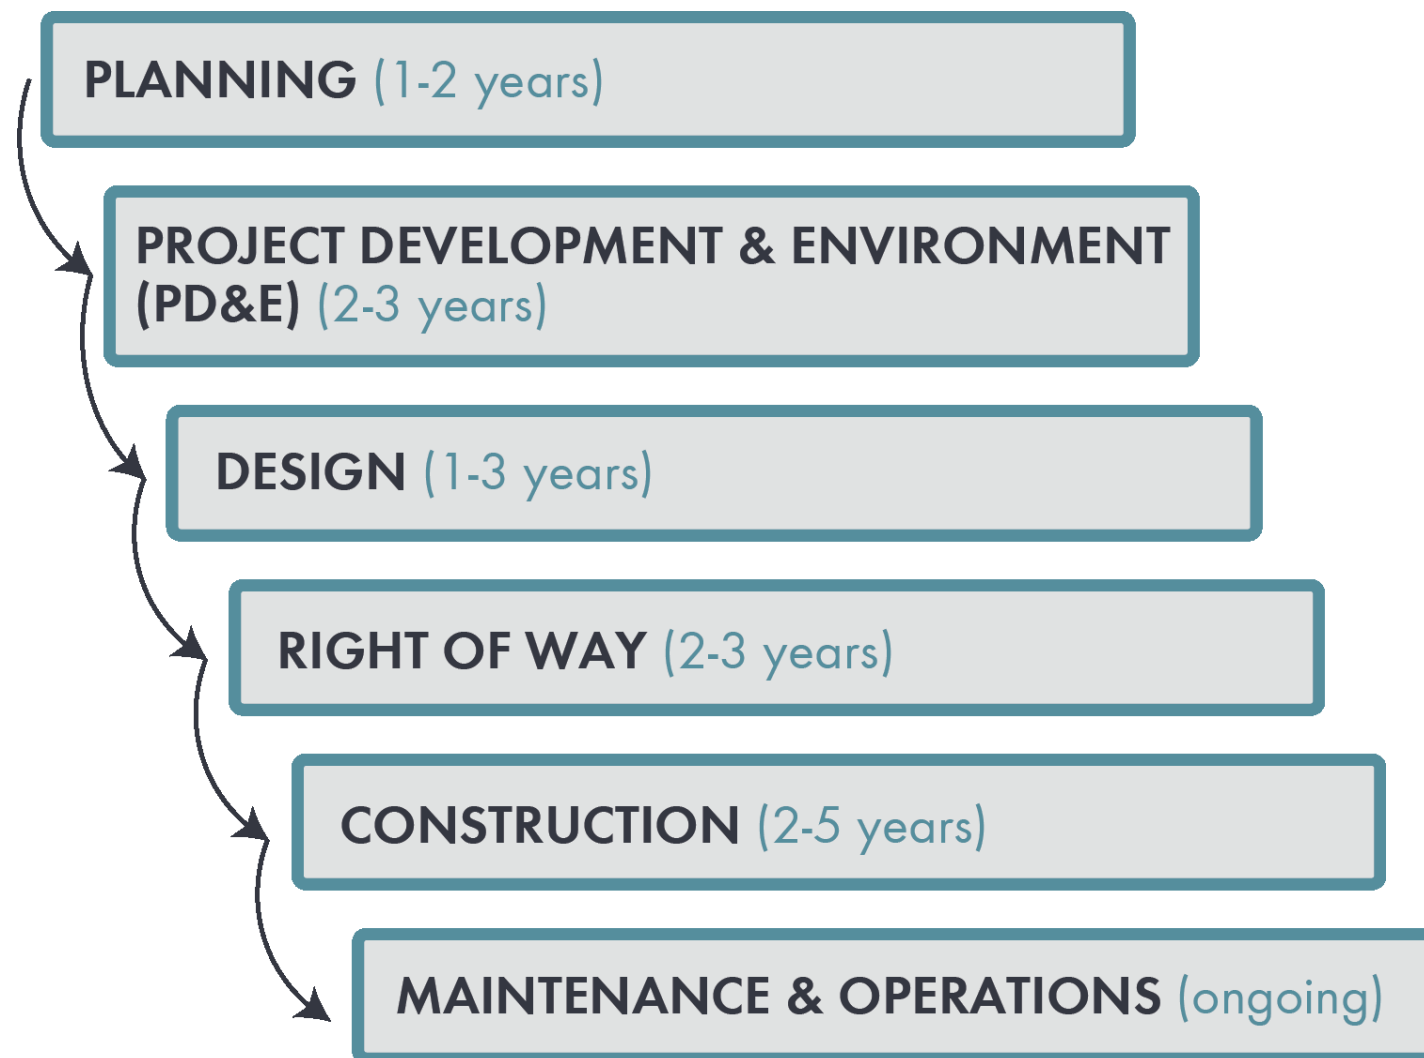 PLANNING (1-2 years)
PROJECT DEVELOPMENT & ENVIRONMENT
(PD&E) (2-3 years)
DESIGN (1-3 years)
RIGHT OF WAY (2-3 years)
CONSTRUCTION (2-5 years)
MAINTENANCE & OPERATIONS (ongoing)